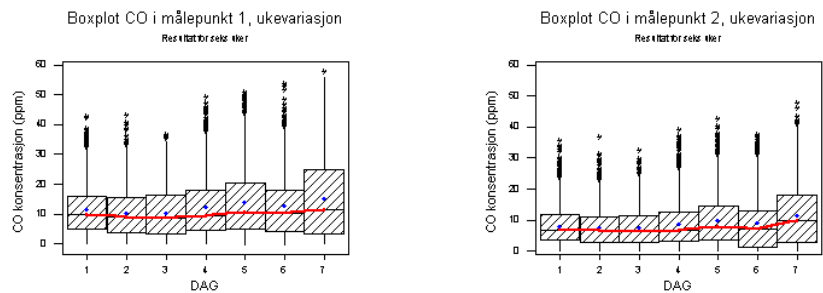 Boxplot CO i målepunkt 1, ukevariasjon
Resultat for seks uker
60
50
40
30
20
10
0
CO konsentrasjon (ppm)
1 2 3 4 5 6 7
DAG
Boxplot CO i målepunkt 2, ukevariasjon
Resultat for seks uker
60
50
40
30
20
10
0
CO konsentrasjon (ppm)
1 2 3 4 5 6 7
DAG